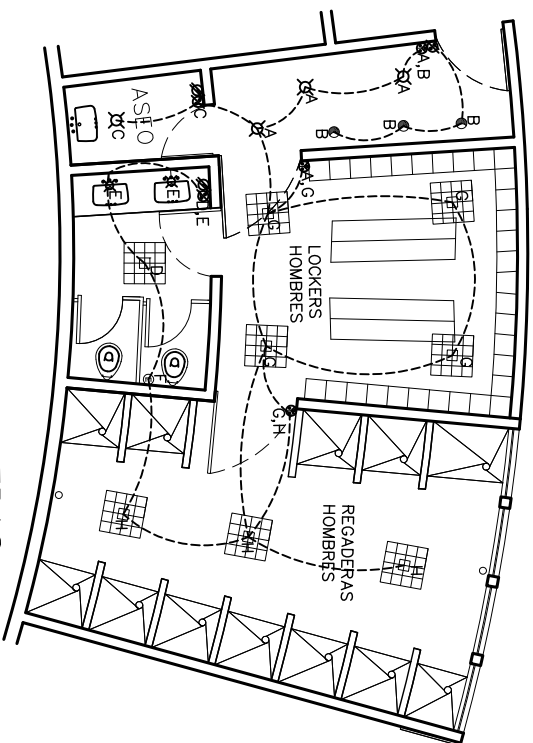 A,B
A
A
B
B
B
C
C
ASEO
A
A,G
N,G
G
E
E
D,E
D
LOCKERS
HOMBRES
G
G
F
G,H
H
H
H
REGADERAS
HOMBRES